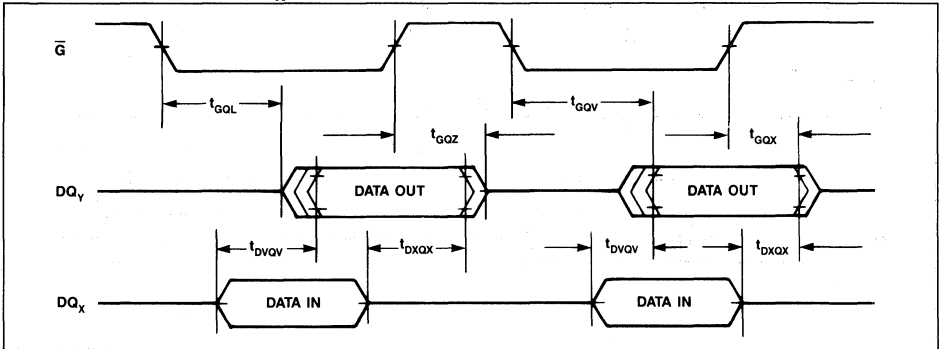 G̅
t_GQL
t_GQV
t_GQZ
t_GQX
DQ_Y
DATA OUT
DATA OUT
t_DVQV
t_DXQX
t_DVQV
t_DXQX
DQ_X
DATA IN
DATA IN